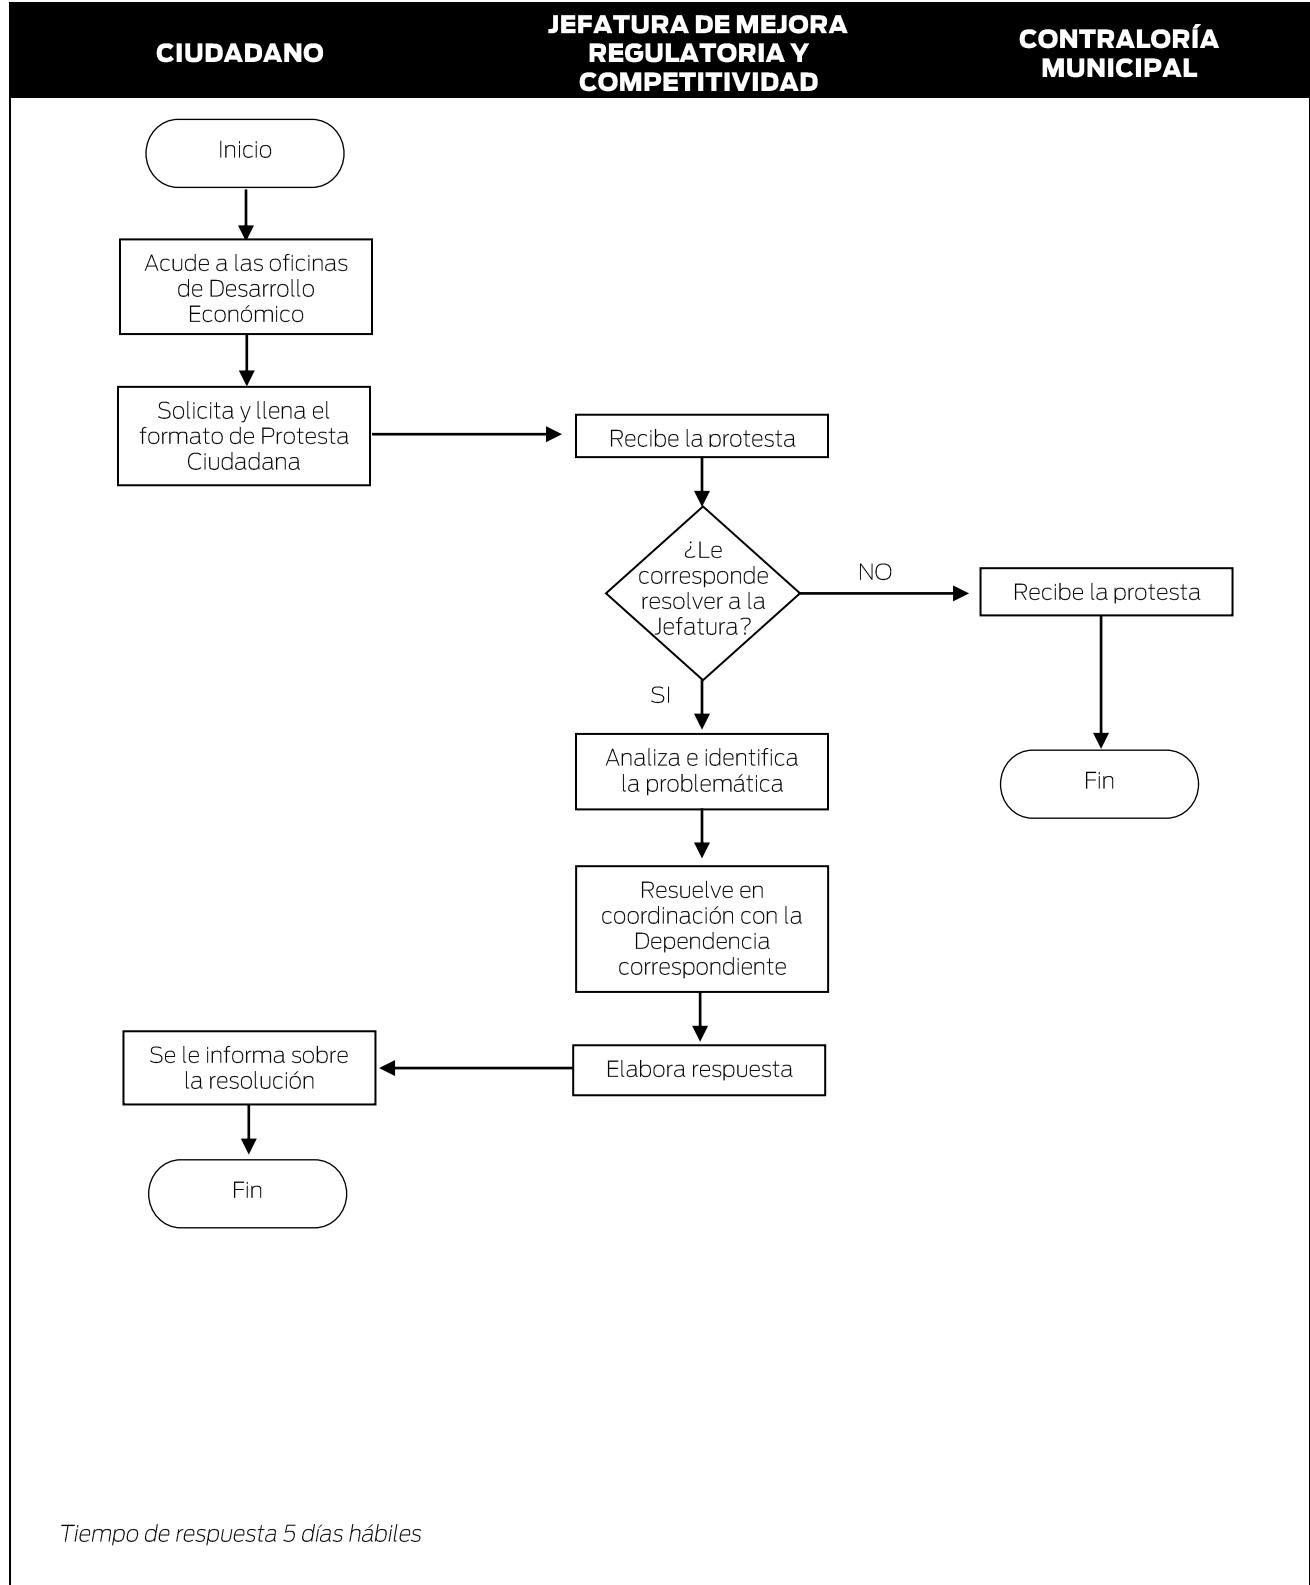 CIUDADANO
JEFATURA DE MEJORA
REGULATORIA Y
COMPETITIVIDAD
CONTRALORÍA
MUNICIPAL
Inicio
Acude a las oficinas
de Desarrollo
Económico
Solicita y llena el
formato de Protesta
Ciudadana
Recibe la protesta
¿Le
corresponde
resolver a la
Jefatura?
NO
Recibe la protesta
Fin
SI
Analiza e identifica
la problemática
Resuelve en
coordinación con la
Dependencia
correspondiente
Elabora respuesta
Se le informa sobre
la resolución
Fin
Tiempo de respuesta 5 días hábiles